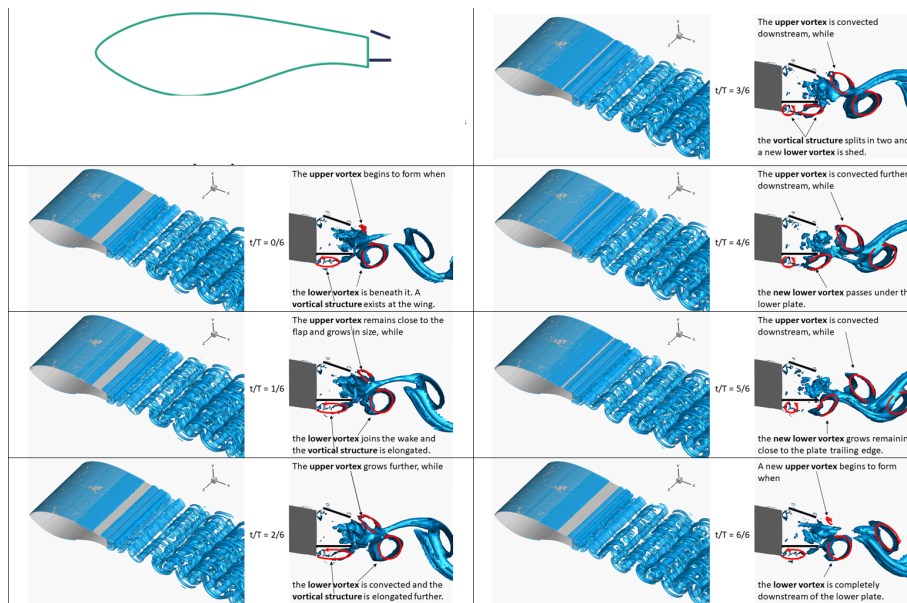 The upper vortex is convected
downstream, while
t/T = 3/6
the vortical structure splits in two and
a new lower vortex is shed.
The upper vortex begins to form when
t/T = 0/6
the lower vortex is beneath it. A
vortical structure exists at the wing.
The upper vortex is convected further
downstream, while
t/T = 4/6
the new lower vortex passes under the
lower plate.
The upper vortex remains close to the
flap and grows in size, while
t/T = 1/6
the lower vortex joins the wake and
the vortical structure is elongated.
The upper vortex is convected
downstream, while
t/T = 5/6
the new lower vortex grows remaining
close to the plate trailing edge.
The upper vortex grows further, while
t/T = 2/6
the lower vortex is convected and the
vortical structure is elongated further.
A new upper vortex begins to form
when
t/T = 6/6
the lower vortex is completely
downstream of the lower plate.